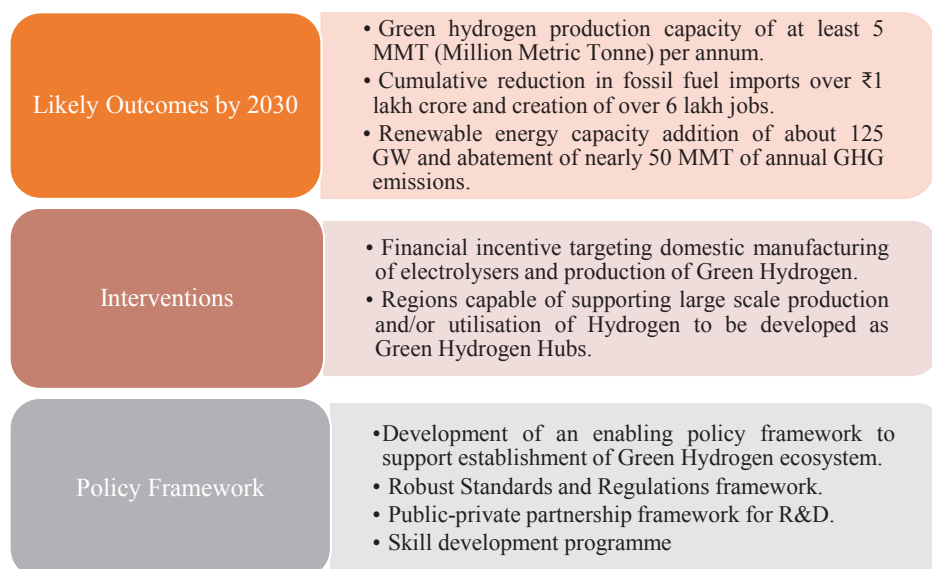 Likely Outcomes by 2030
• Green hydrogen production capacity of at least 5
MMT (Million Metric Tonne) per annum.
• Cumulative reduction in fossil fuel imports over ₹1
lakh crore and creation of over 6 lakh jobs.
• Renewable energy capacity addition of about 125
GW and abatement of nearly 50 MMT of annual GHG
emissions.
Interventions
• Financial incentive targeting domestic manufacturing
of electrolysers and production of Green Hydrogen.
• Regions capable of supporting large scale production
and/or utilisation of Hydrogen to be developed as
Green Hydrogen Hubs.
Policy Framework
•Development of an enabling policy framework to
support establishment of Green Hydrogen ecosystem.
• Robust Standards and Regulations framework.
• Public-private partnership framework for R&D.
• Skill development programme